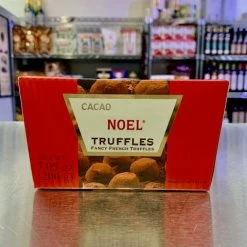 CACAO
NOEL®
TRUFFLES
FANCY FRENCH TRUFFLES